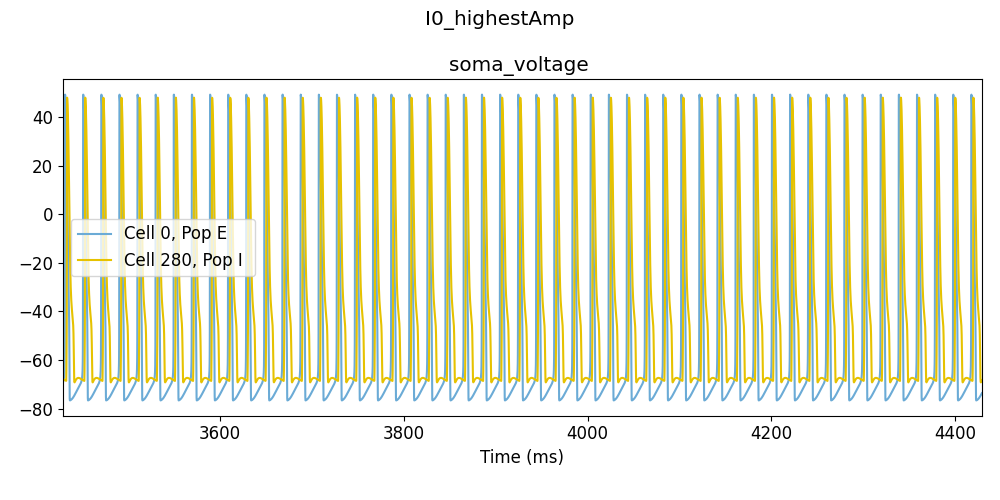 I0_highestAmp
soma_voltage
40
20
0
−20
−40
−60
−80
Cell 0, Pop E
Cell 280, Pop I
3600
3800
4000
4200
4400
Time (ms)